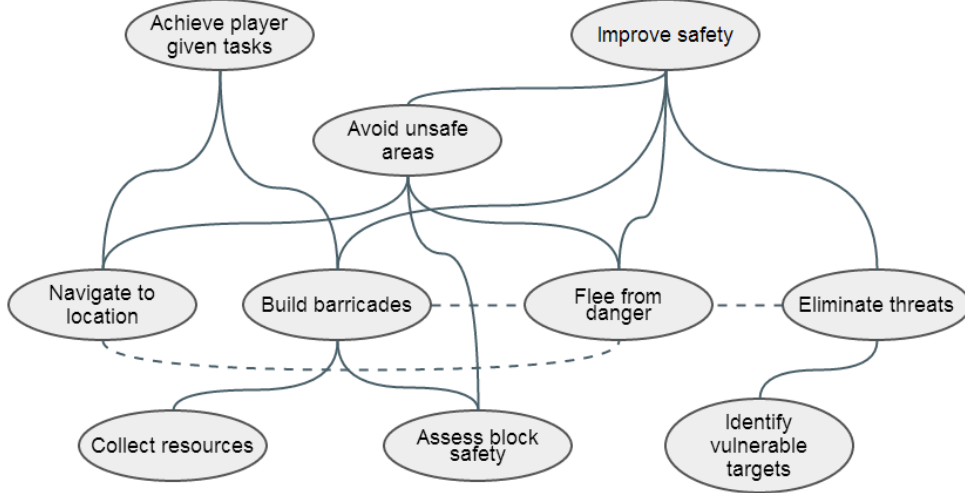 Achieve player
given tasks
Improve safety
Avoid unsafe
areas
Navigate to
location
Build barricades
Flee from
danger
Eliminate threats
Collect resources
Assess block
safety
Identify
vulnerable
targets